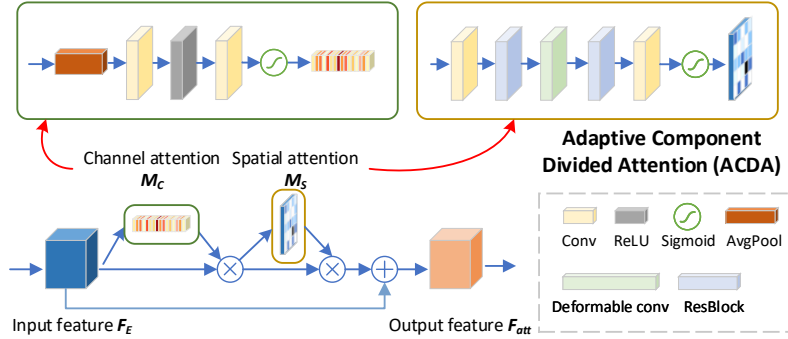 Adaptive Component
Divided Attention (ACDA)
Channel attention
M_C
Spatial attention
M_S
Conv
ReLU
Sigmoid
AvgPool
Deformable conv
ResBlock
Input feature F_E
Output feature F_att